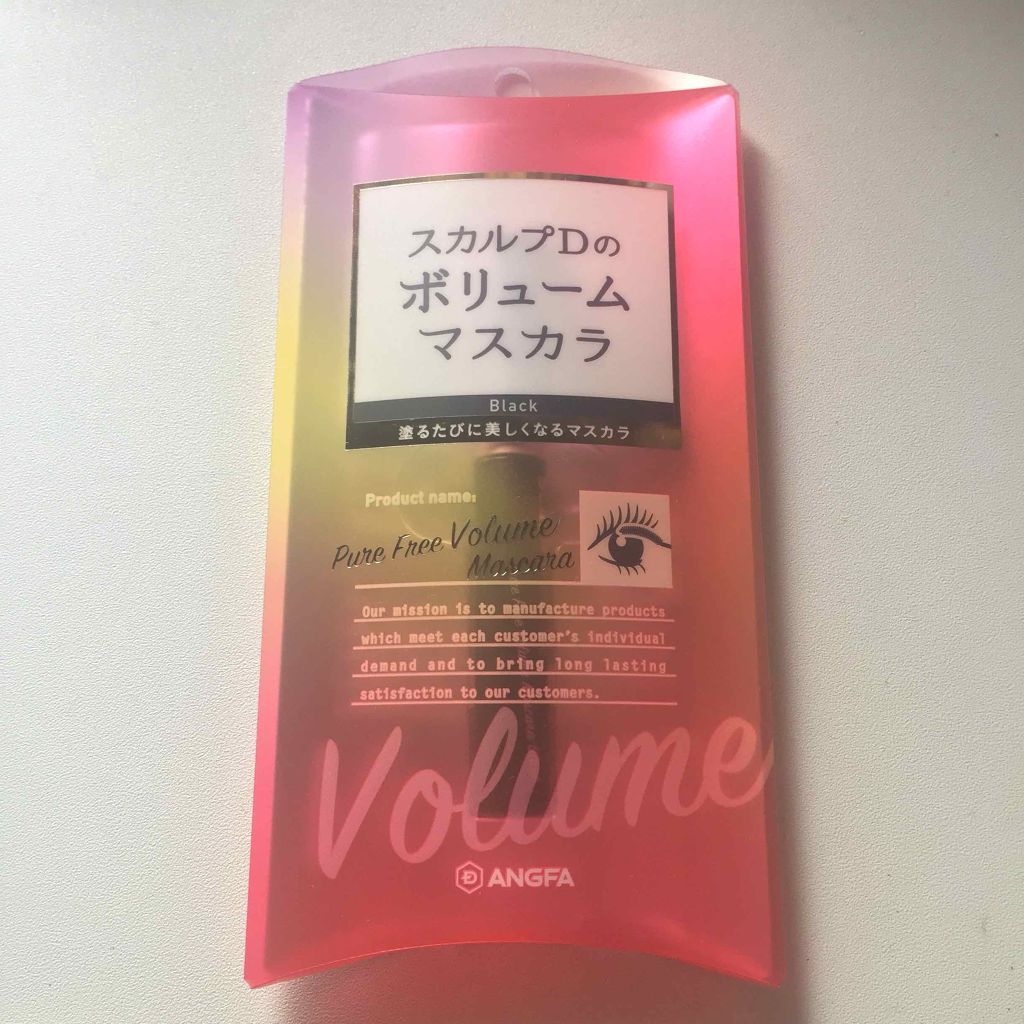 スカルプDの
ボリューム
マスカラ
Black
塗るたびに美しくなるマスカラ
Product name:
Pure Free Volume
Mascara
Our mission is to manufacture products
which meet each customer's individual
demand and to bring long lasting
satisfaction to our customers.
Volume
ANGFA